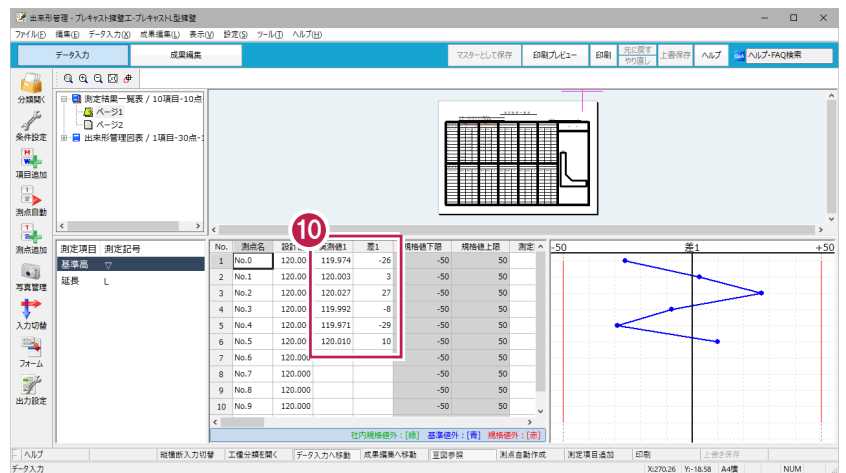 出来形管理 - プレキャスト擁壁工-プレキャストL型擁壁
ファイル(F) 編集(E) データ入力(X) 成果編集(L) 表示(V) 設定(S) ツール(T) ヘルプ(H)
データ入力 成果編集 マスターとして保存 印刷プレビュー 印刷 元に戻す やり直し 上書保存 ヘルプ Q&A ヘルプ・FAQ検索
分類開く
条件設定
項目追加
測点自動
測点追加
写真管理
入力切替
フォーム
出力設定
測定結果一覧表 / 10項目-10点
ページ1
ページ2
出来形管理図表 / 1項目-30点-1
10
測定項目 測定記号
基準高 ▽
延長 L
No. 測点名 設計 実測値1 差1 規格値下限 規格値上限 測定
1 No.0 120.00 119.974 -26 -50 50
2 No.1 120.00 120.003 3 -50 50
3 No.2 120.00 120.027 27 -50 50
4 No.3 120.00 119.992 -8 -50 50
5 No.4 120.00 119.971 -29 -50 50
6 No.5 120.00 120.010 10 -50 50
7 No.6 120.000 -50 50
8 No.7 120.000 -50 50
9 No.8 120.000 -50 50
10 No.9 120.000 -50 50
社内規格値外:[緑] 基準値外:[青] 規格値外:[赤]
-50 差1 +50
ヘルプ 縦横断入力切替 工種分類を開く データ入力へ移動 成果編集へ移動 豆図参照 測点自動作成 測定項目追加 印刷 上書き保存
データ入力 X:270.26 Y:-18.58 A4横 NUM